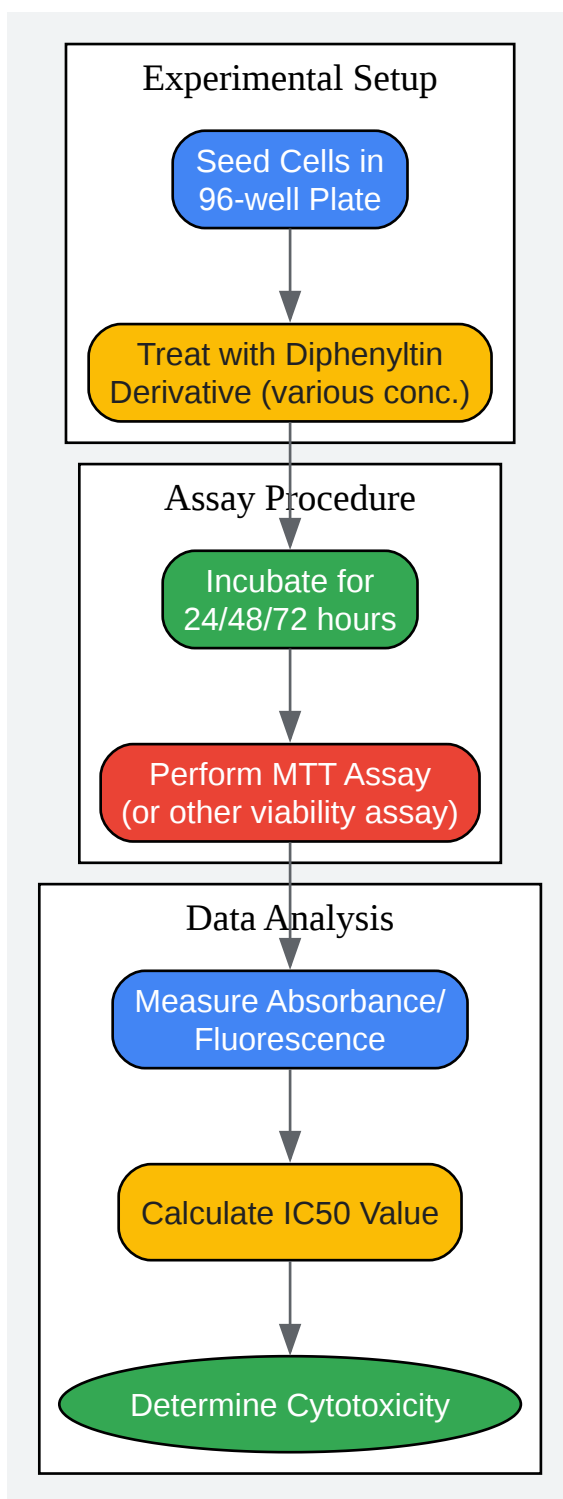 Experimental Setup
Seed Cells in
96-well Plate
Treat with Diphenyltin
Derivative (various conc.)
Assay Procedure
Incubate for
24/48/72 hours
Perform MTT Assay
(or other viability assay)
Data Analysis
Measure Absorbance/
Fluorescence
Calculate IC50 Value
Determine Cytotoxicity